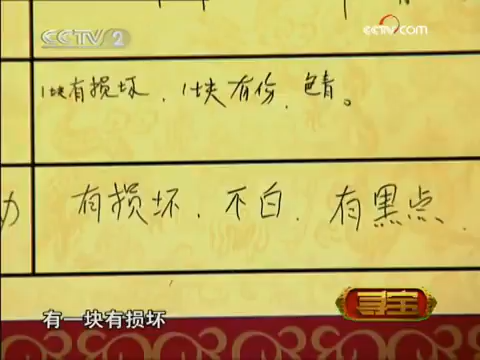 CCTV 2
cctv.com
1块有损坏，1块有伤、色青。
有损坏、不白、有黑点
寻宝
有一块有损坏